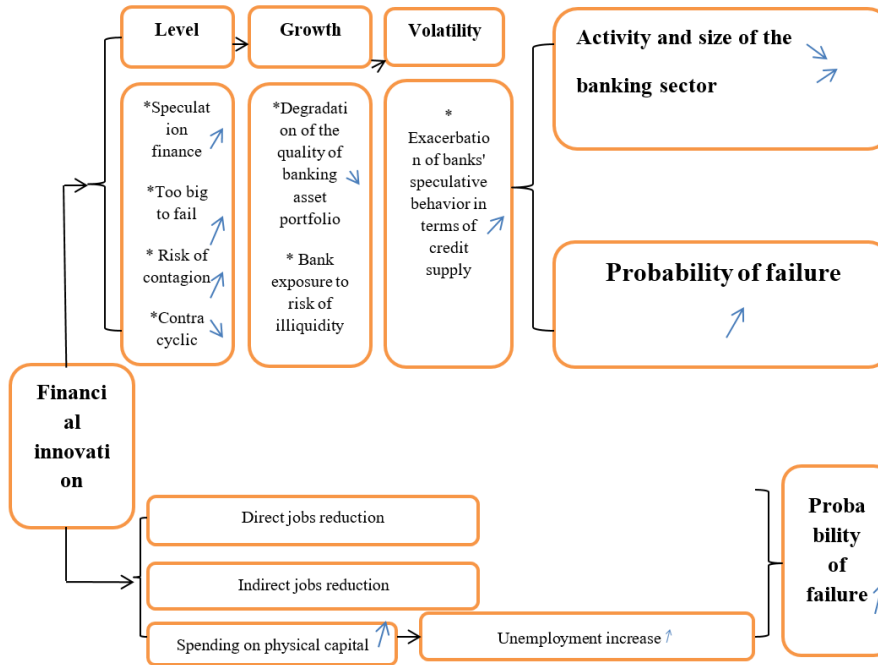 Level
Growth
Volatility
*Speculat
ion
finance
*Too big
to fail
* Risk of
contagion
*Contra
cyclic
*Degradati
on of the
quality of
banking
asset
portfolio
* Bank
exposure to
risk of
illiquidity
*
Exacerbatio
n of banks'
speculative
behavior in
terms of
credit
supply
Activity and size of the
banking sector
Probability of failure
Financi
al
innovati
on
Direct jobs reduction
Indirect jobs reduction
Spending on physical capital
Unemployment increase
Proba
bility
of
failure